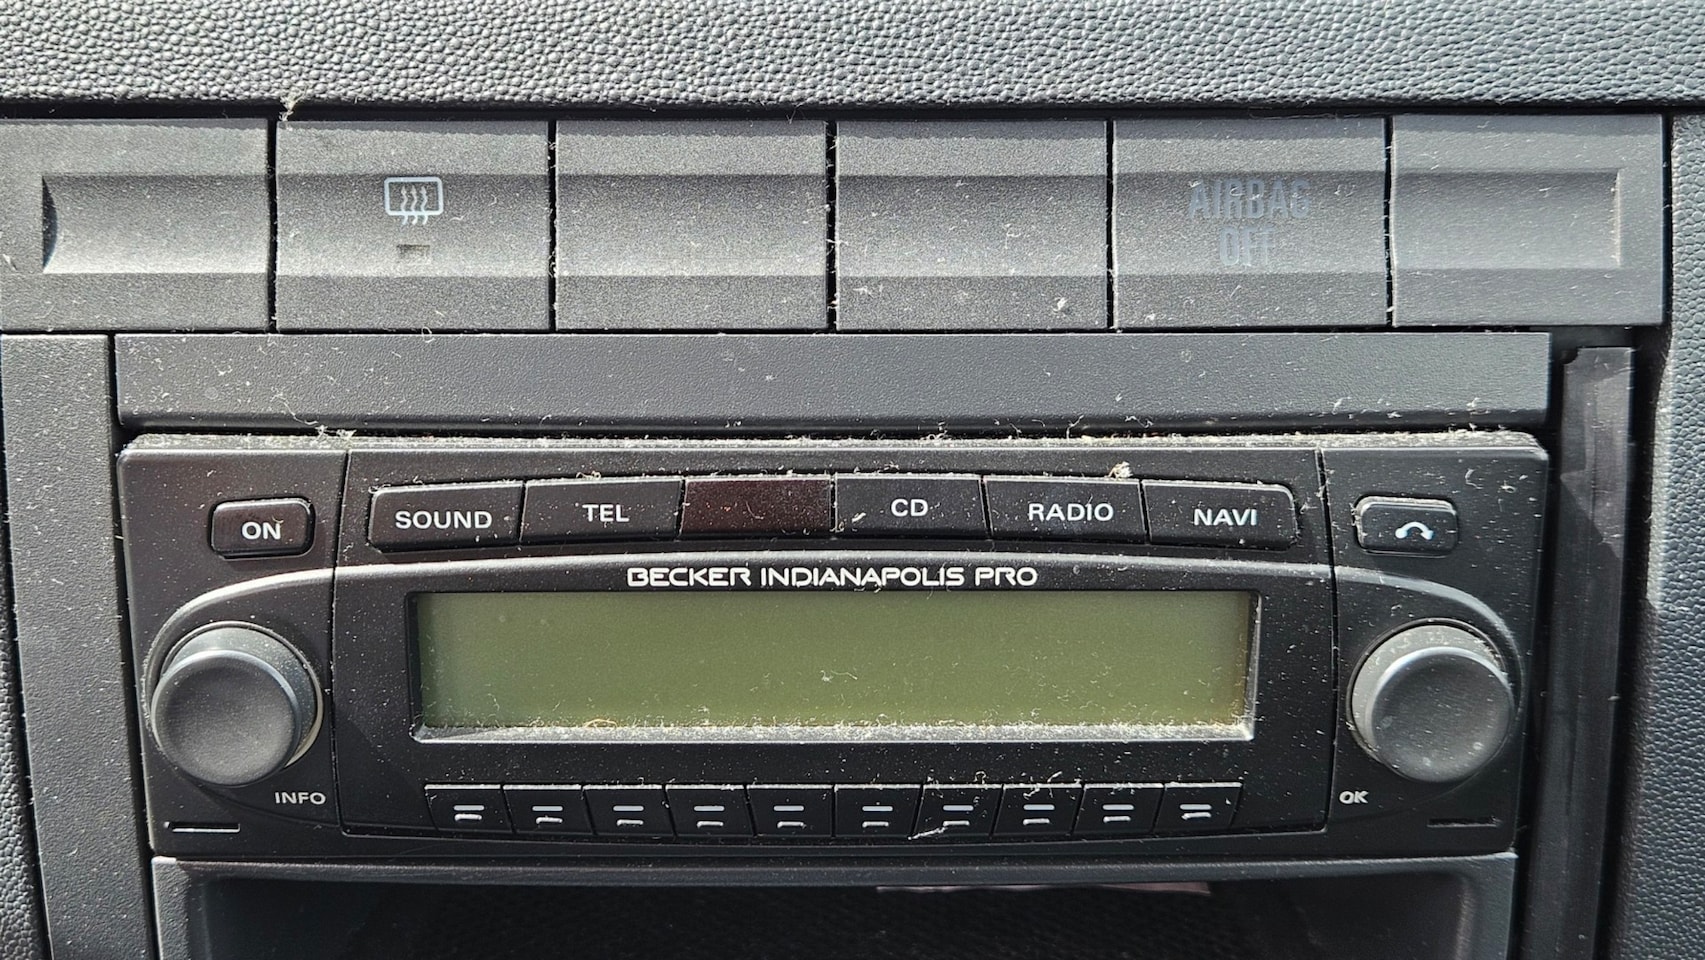 AIRBAG
OFF
SOUND TEL CD RADIO NAVI
ON
BECKER INDIANAPOLIS PRO
INFO
OK